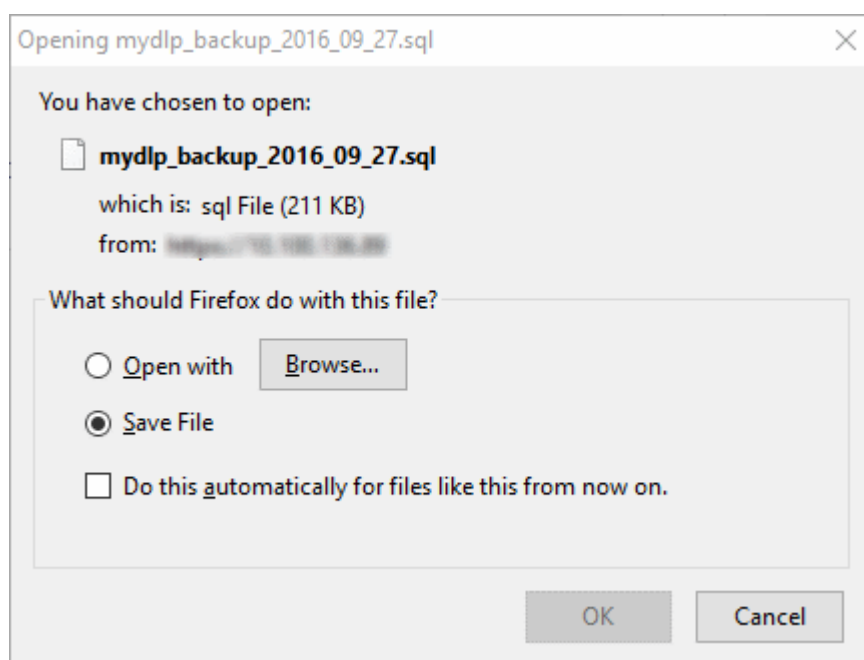 Opening mydlp_backup_2016_09_27.sql
You have chosen to open:
mydlp_backup_2016_09_27.sql
which is: sql File (211 KB)
from:
What should Firefox do with this file?
Open with Browse...
Save File
Do this automatically for files like this from now on.
OK Cancel